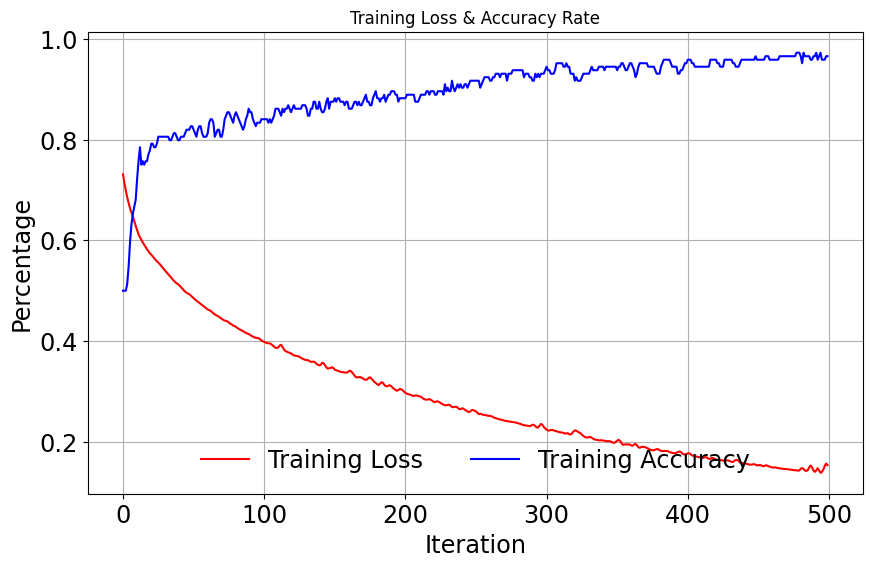 Training Loss & Accuracy Rate
1.0
0.8
0.6
0.4
0.2
Percentage
Training Loss
Training Accuracy
0
100
200
300
400
500
Iteration